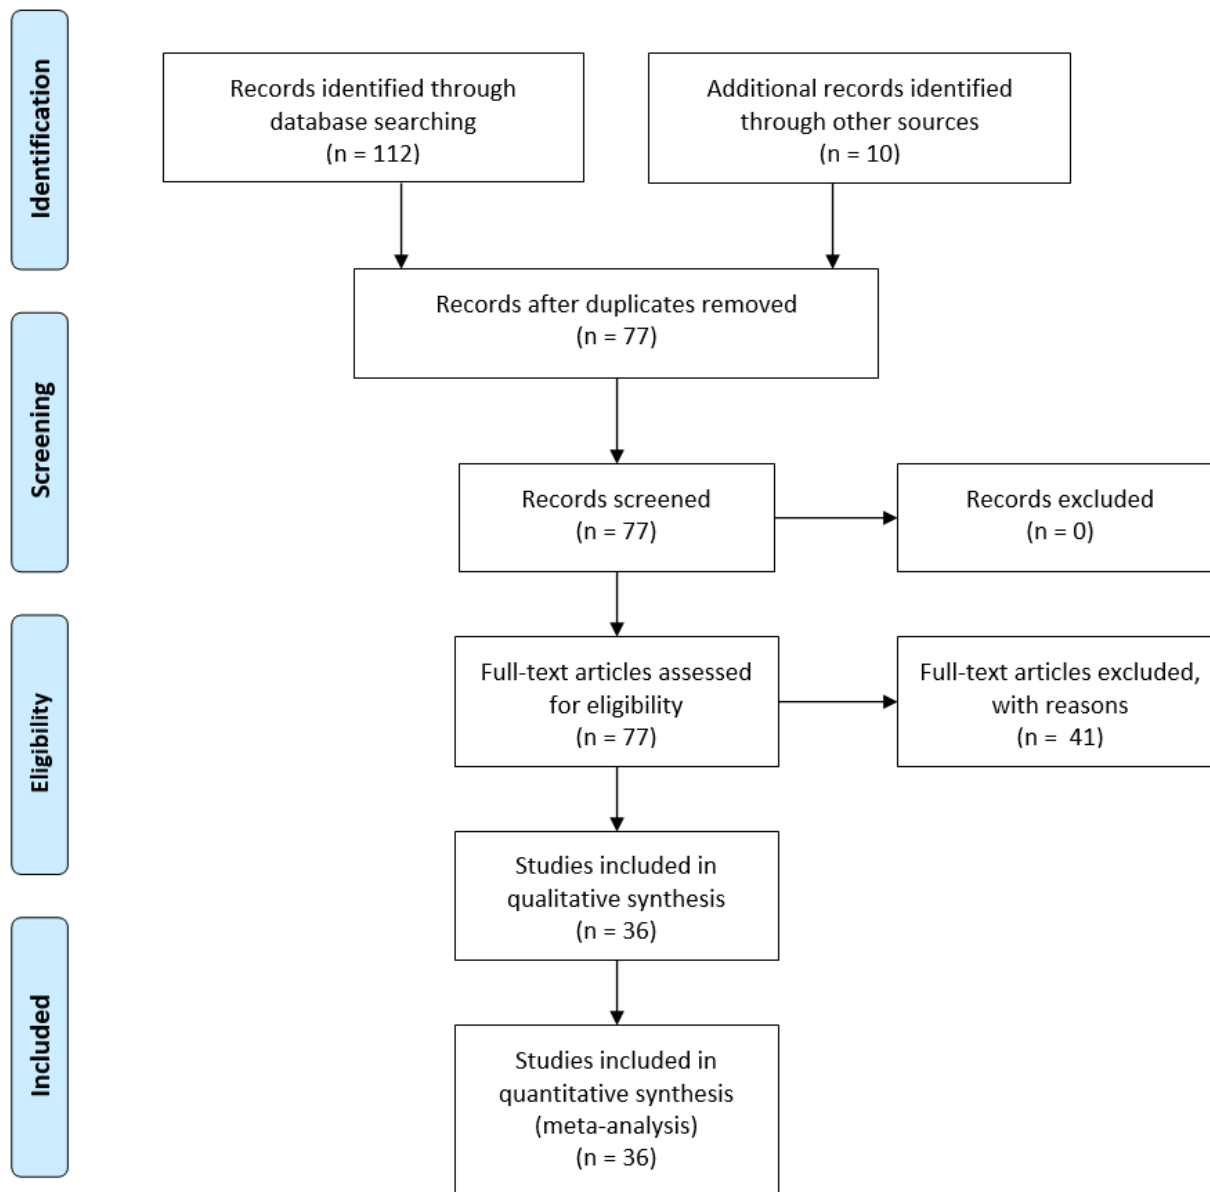 Identification
Records identified through
database searching
(n = 112)
Additional records identified
through other sources
(n = 10)
Records after duplicates removed
(n = 77)
Screening
Records screened
(n = 77)
Records excluded
(n = 0)
Eligibility
Full-text articles assessed
for eligibility
(n = 77)
Full-text articles excluded,
with reasons
(n =  41)
Studies included in
qualitative synthesis
(n = 36)
Included
Studies included in
quantitative synthesis
(meta-analysis)
(n = 36)